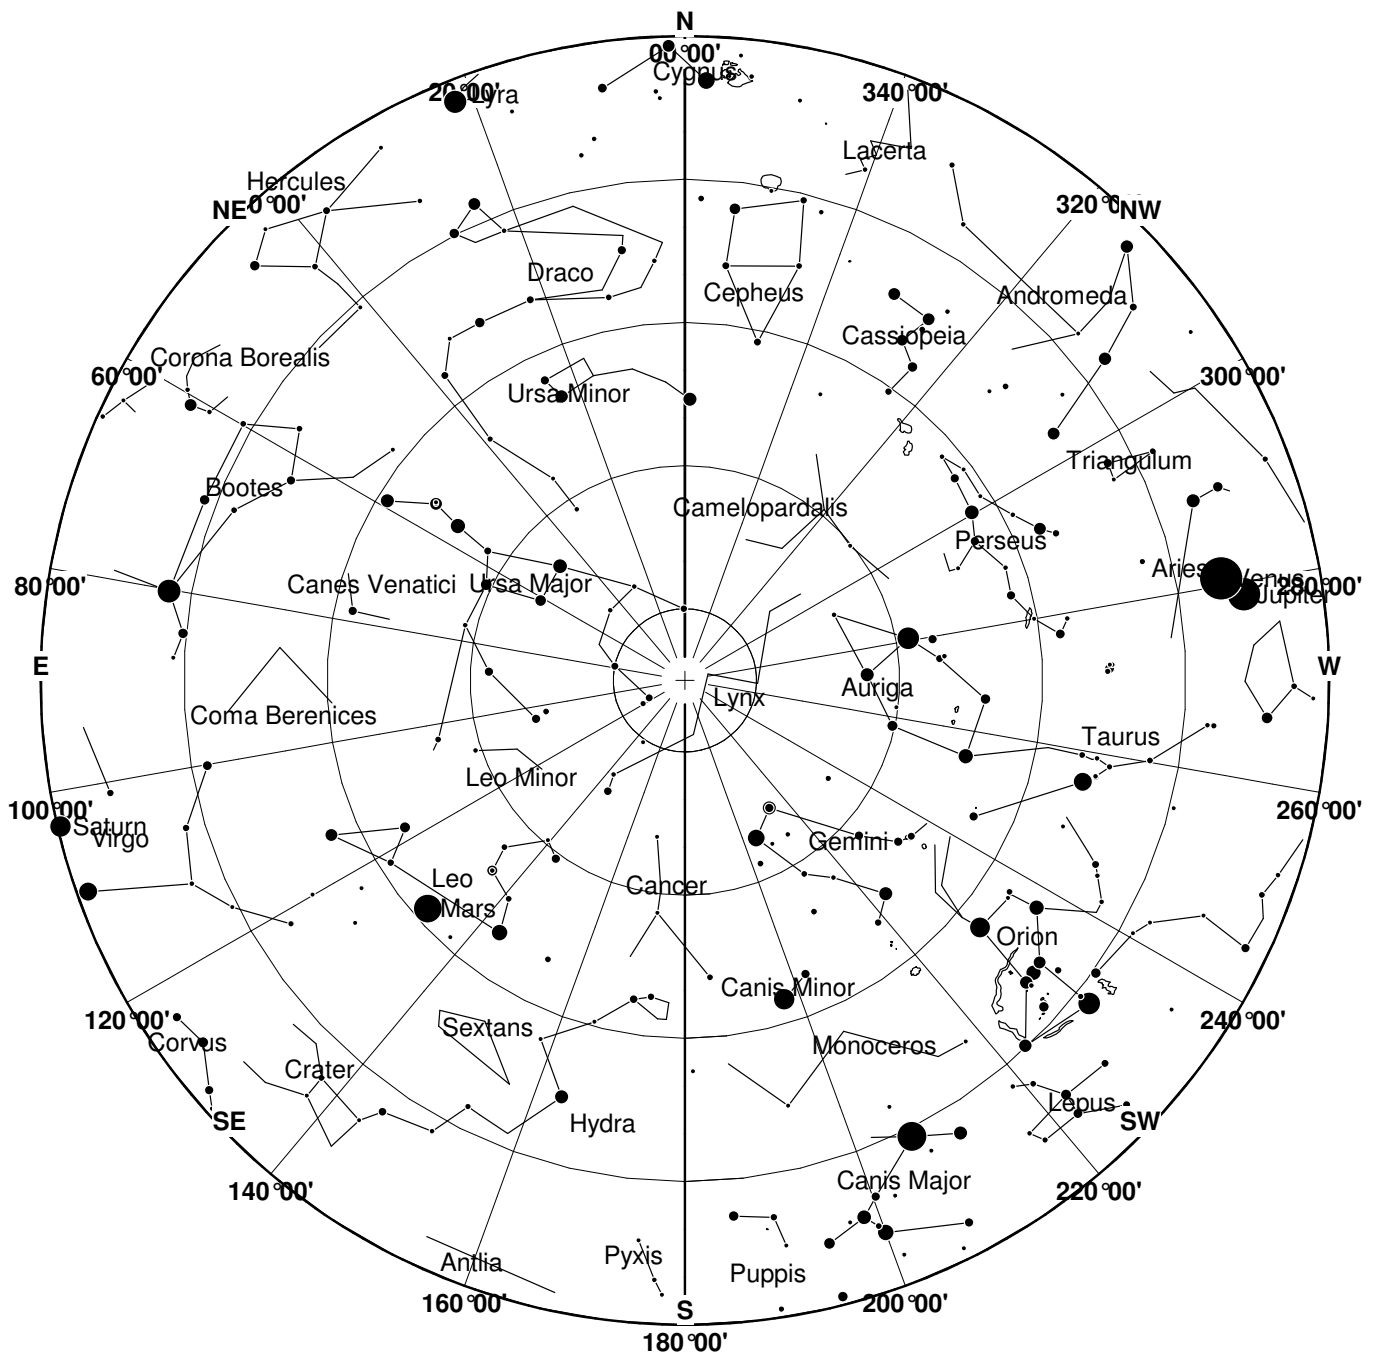 N
00°00'
Cygnus
20°00'
Lyra
340°00'
Lacerta
Hercules
NE
40°00'
320°00'
NW
Draco
Cepheus
Andromeda
Cassiopeia
Corona Borealis
60°00'
300°00'
Ursa Minor
Triangulum
Bootes
Camelopardalis
Perseus
80°00'
Canes Venatici
Ursa Major
Aries
Venus
280°00'
Jupiter
E
W
Auriga
Lynx
Coma Berenices
Taurus
Leo Minor
100°00'
260°00'
Saturn
Virgo
Gemini
Leo
Cancer
Mars
Orion
Canis Minor
120°00'
240°00'
Corvus
Sextans
Monoceros
Crater
Lepus
SE
Hydra
SW
Canis Major
140°00'
220°00'
Antlia
Pyxis
Puppis
160°00'
S
200°00'
180°00'